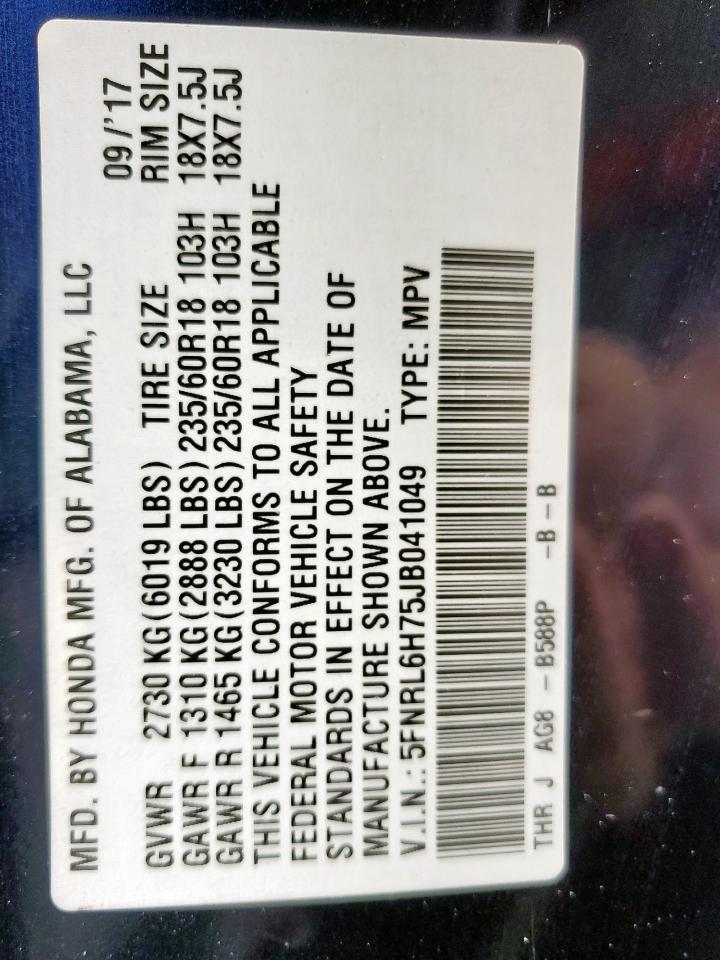 MFD. BY HONDA MFG. OF ALABAMA, LLC
09/'17
GVWR 2730 KG(6019 LBS) TIRE SIZE RIM SIZE
GAWR F 1310 KG(2888 LBS) 235/60R18 103H 18X7.5J
GAWR R 1465 KG(3230 LBS) 235/60R18 103H 18X7.5J
THIS VEHICLE CONFORMS TO ALL APPLICABLE
FEDERAL MOTOR VEHICLE SAFETY
STANDARDS IN EFFECT ON THE DATE OF
MANUFACTURE SHOWN ABOVE.
V.I.N.: 5FNRL6H75JB041049 TYPE: MPV
THR J AG8 -B588P -B-B